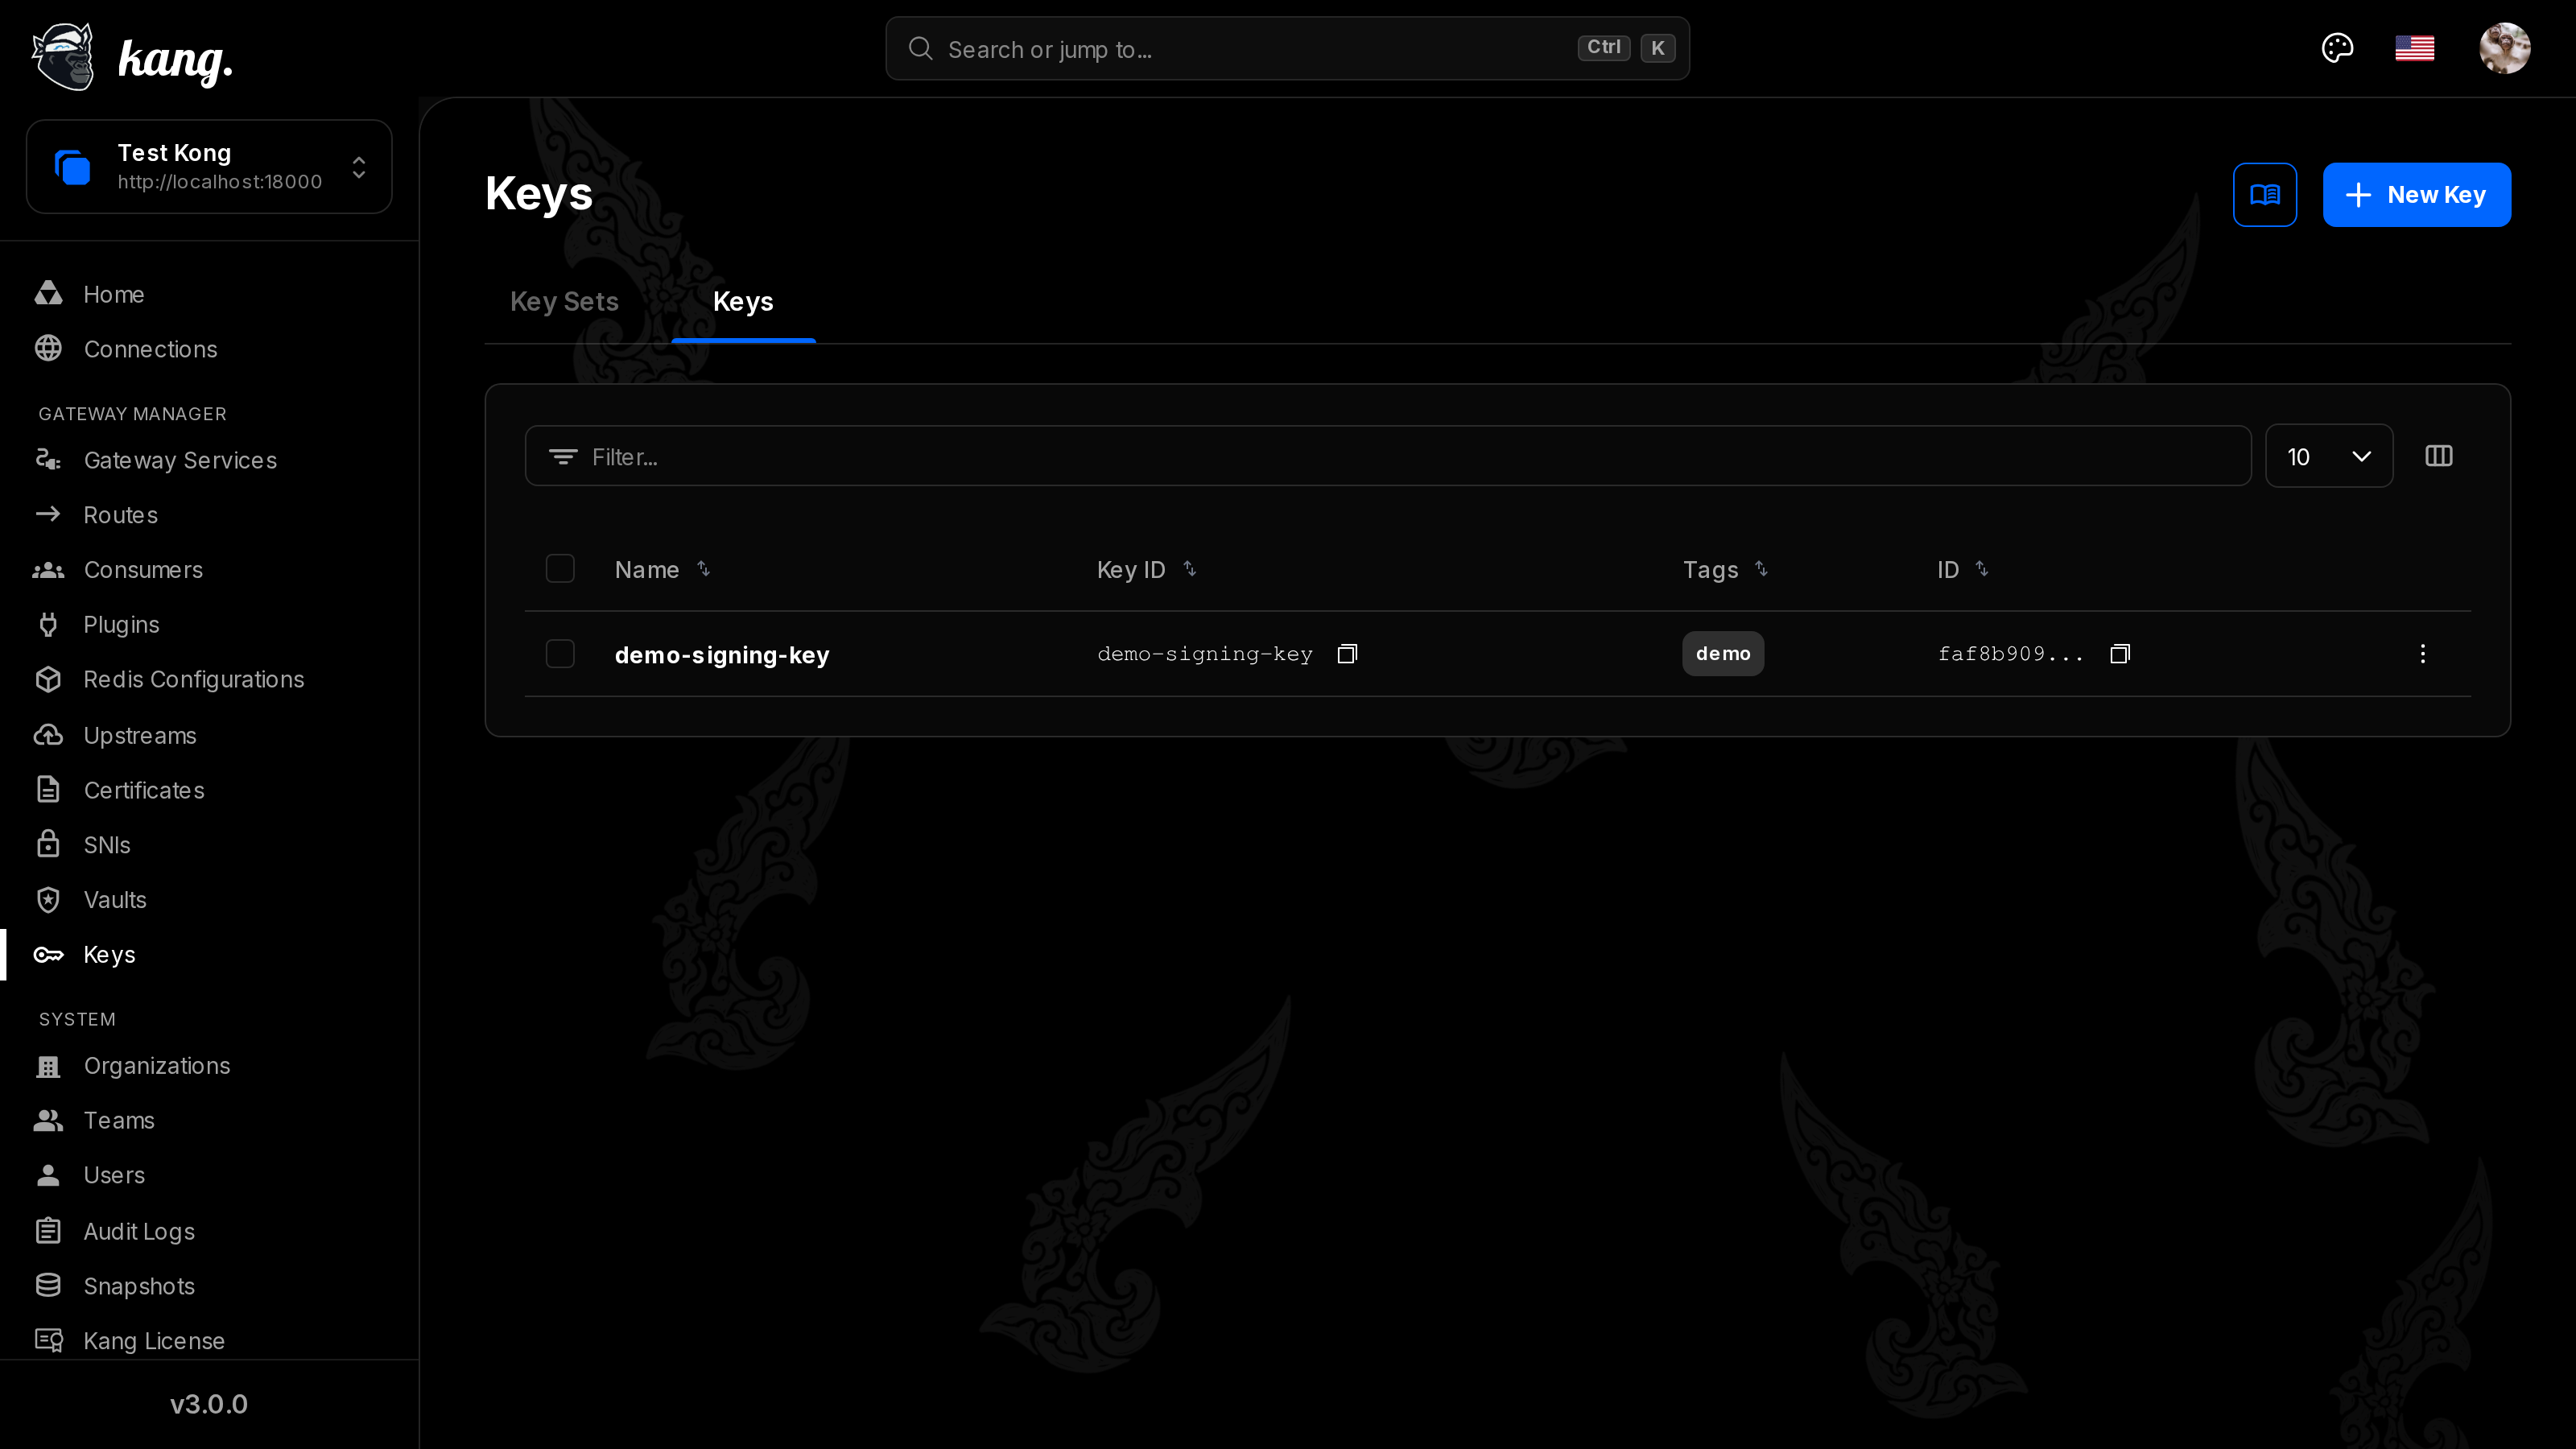 kang.
Search or jump to...
Ctrl K
Test Kong
http://localhost:18000
Home
Connections
GATEWAY MANAGER
Gateway Services
Routes
Consumers
Plugins
Redis Configurations
Upstreams
Certificates
SNIs
Vaults
Keys
SYSTEM
Organizations
Teams
Users
Audit Logs
Snapshots
Kang License
v3.0.0
Keys
New Key
Key Sets Keys
Filter...
10
Name Key ID Tags ID
demo-signing-key demo-signing-key demo faf8b909...